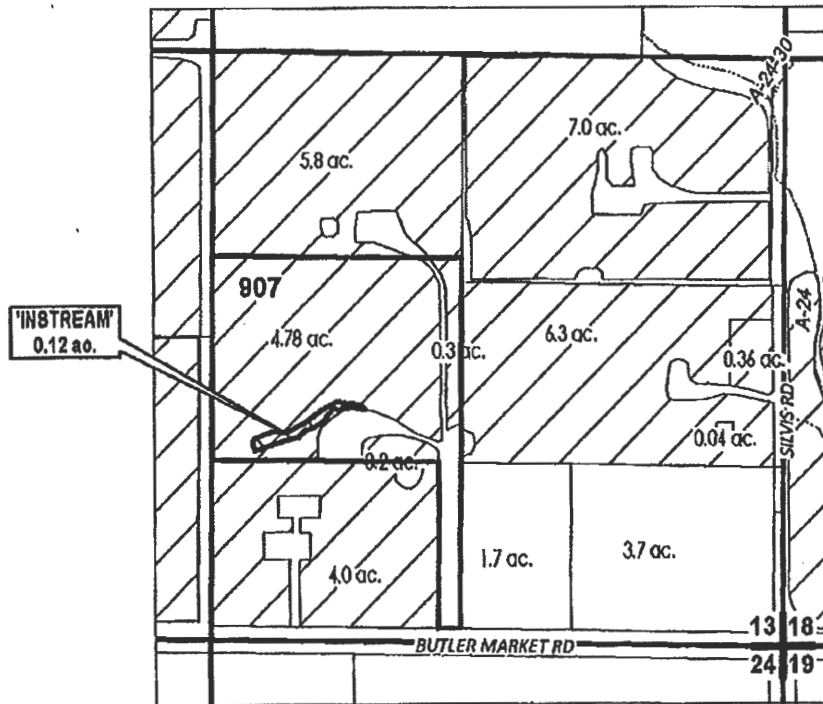 A-24-30
7.0 ac.
5.8 ac.
907
'INSTREAM'
0.12 ac.
4.78 ac.
0.3 ac.
6.3 ac.
A-24
0.36 ac.
SILVIS RD
0.04 ac.
0.2 ac.
4.0 ac.
1.7 ac.
3.7 ac.
13 18
BUTLER MARKET RD
24 19